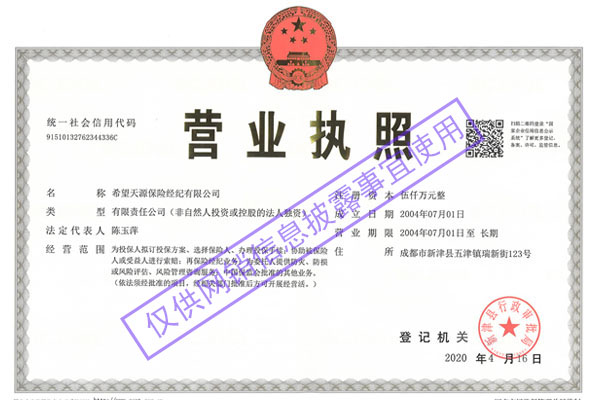 统一社会信用代码
91510132762344336C
营业执照
扫描二维码登录“国
家企业信用信息公示
系统”了解更多登记、
备案、许可、监管信息
名 称 希望天源保险经纪有限公司
类 型 有限责任公司（非自然人投资或控股的法人独资）
法定代表人 陈玉萍
经营范围 为投保人拟订投保方案、选择保险人、办理投保手续；协助被保险
人或受益人进行索赔；再保险经纪业务；为委托人提供防灾、防损
或风险评估、风险管理咨询服务；中国保监会批准的其他业务。
（依法须经批准的项目，经相关部门批准后方可开展经营活动。）
注册资本 伍仟万元整
成立日期 2004年07月01日
营业期限 2004年07月01日至 长期
住 所 成都市新津县五津镇瑞新街123号
仅供网销信息披露事宜使用
登记机关
新津县行政审批局
2020 年 4 月 16 日